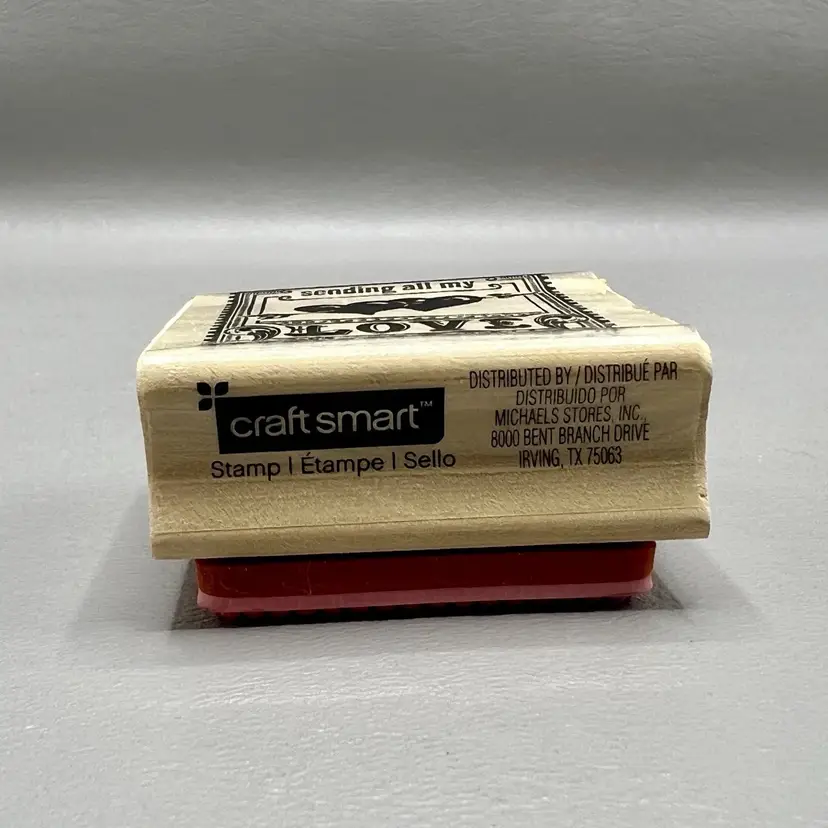 sending all my
LOVE
craft smart™
Stamp | Étampe | Sello
DISTRIBUTED BY / DISTRIBUÉ PAR
DISTRIBUIDO POR
MICHAELS STORES, INC.,
8000 BENT BRANCH DRIVE
IRVING, TX 75063